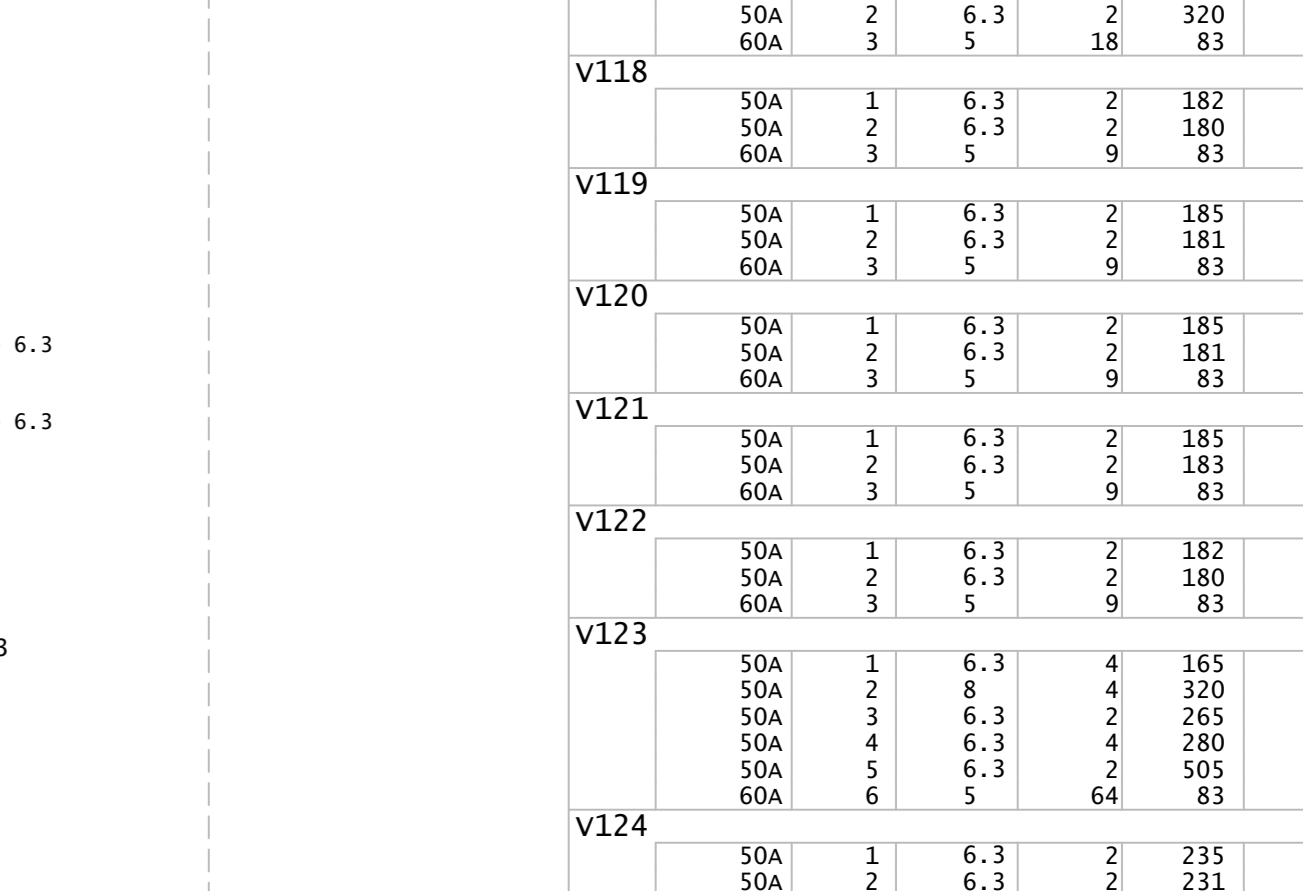 50A 2 6.3 2 320
60A 3 5 18 83
V118
50A 1 6.3 2 182
50A 2 6.3 2 180
60A 3 5 9 83
V119
50A 1 6.3 2 185
50A 2 6.3 2 181
60A 3 5 9 83
V120
50A 1 6.3 2 185
50A 2 6.3 2 181
60A 3 5 9 83
V121
50A 1 6.3 2 185
50A 2 6.3 2 183
60A 3 5 9 83
V122
50A 1 6.3 2 182
50A 2 6.3 2 180
60A 3 5 9 83
V123
50A 1 6.3 4 165
50A 2 8 4 320
50A 3 6.3 2 265
50A 4 6.3 4 280
50A 5 6.3 2 505
60A 6 5 64 83
V124
50A 1 6.3 2 235
50A 2 6.3 2 231
6.3
6.3